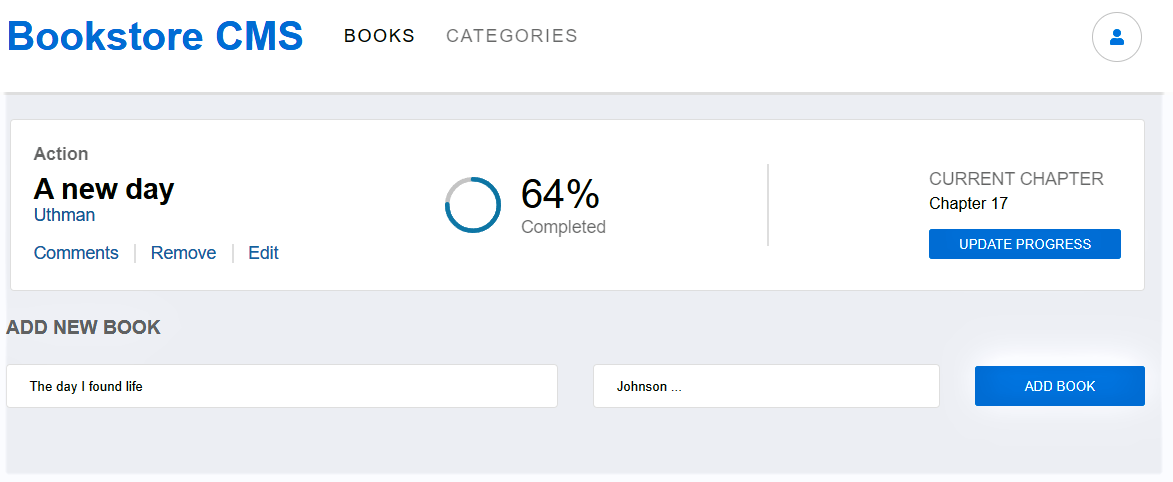 Bookstore CMS BOOKS CATEGORIES
Action
A new day
Uthman
Comments Remove Edit
64%
Completed
CURRENT CHAPTER
Chapter 17
UPDATE PROGRESS
ADD NEW BOOK
The day I found life Johnson ... ADD BOOK